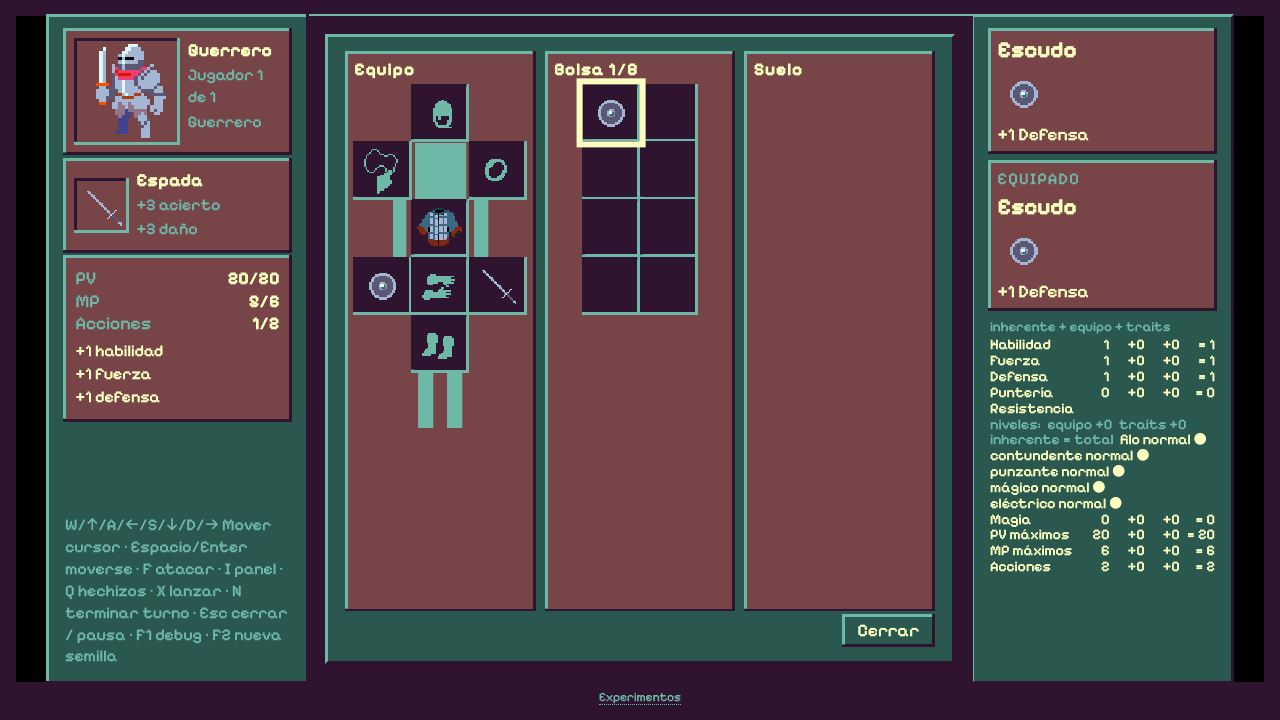 Guerrero
Jugador 1
de 1
Guerrero
Espada
+3 acierto
+3 daño
PV 20/20
MP 6/6
Acciones 1/2
+1 habilidad
+1 fuerza
+1 defensa
W/↑/A/←/S/↓/D/→ Mover
cursor · Espacio/Enter
moverse · F atacar · I panel ·
Q hechizos · X lanzar · N
terminar turno · Esc cerrar
/ pausa · F1 debug · F2 nueva
semilla
Equipo
Bolsa 1/8
Suelo
Cerrar
Escudo
+1 Defensa
EQUIPADO
Escudo
+1 Defensa
inherente + equipo + traits
Habilidad 1 +0 +0 = 1
Fuerza 1 +0 +0 = 1
Defensa 1 +0 +0 = 1
Puntería 0 +0 +0 = 0
Resistencia
niveles: equipo +0 traits +0
inherente = total filo normal
contundente normal
punzante normal
mágico normal
eléctrico normal
Magia 0 +0 +0 = 0
PV máximos 20 +0 +0 = 20
MP máximos 6 +0 +0 = 6
Acciones 2 +0 +0 = 2
Experimentos